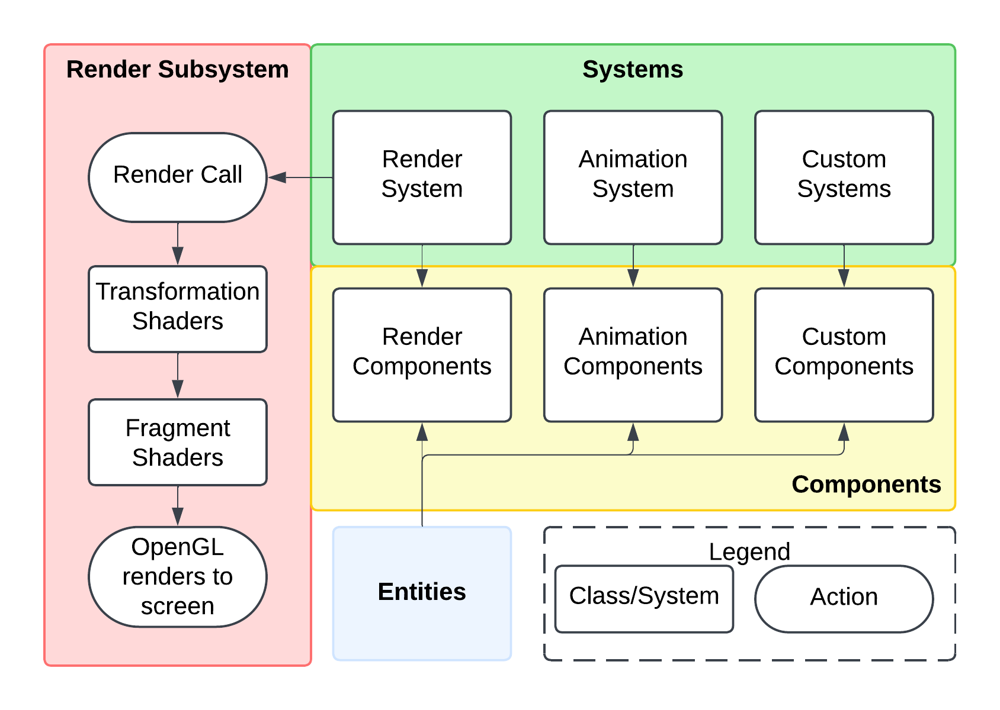 Render Subsystem
Render Call
Transformation
Shaders
Fragment
Shaders
OpenGL
renders to
screen
Systems
Render
System
Animation
System
Custom
Systems
Render
Components
Animation
Components
Custom
Components
Components
Entities
Legend
Class/System
Action